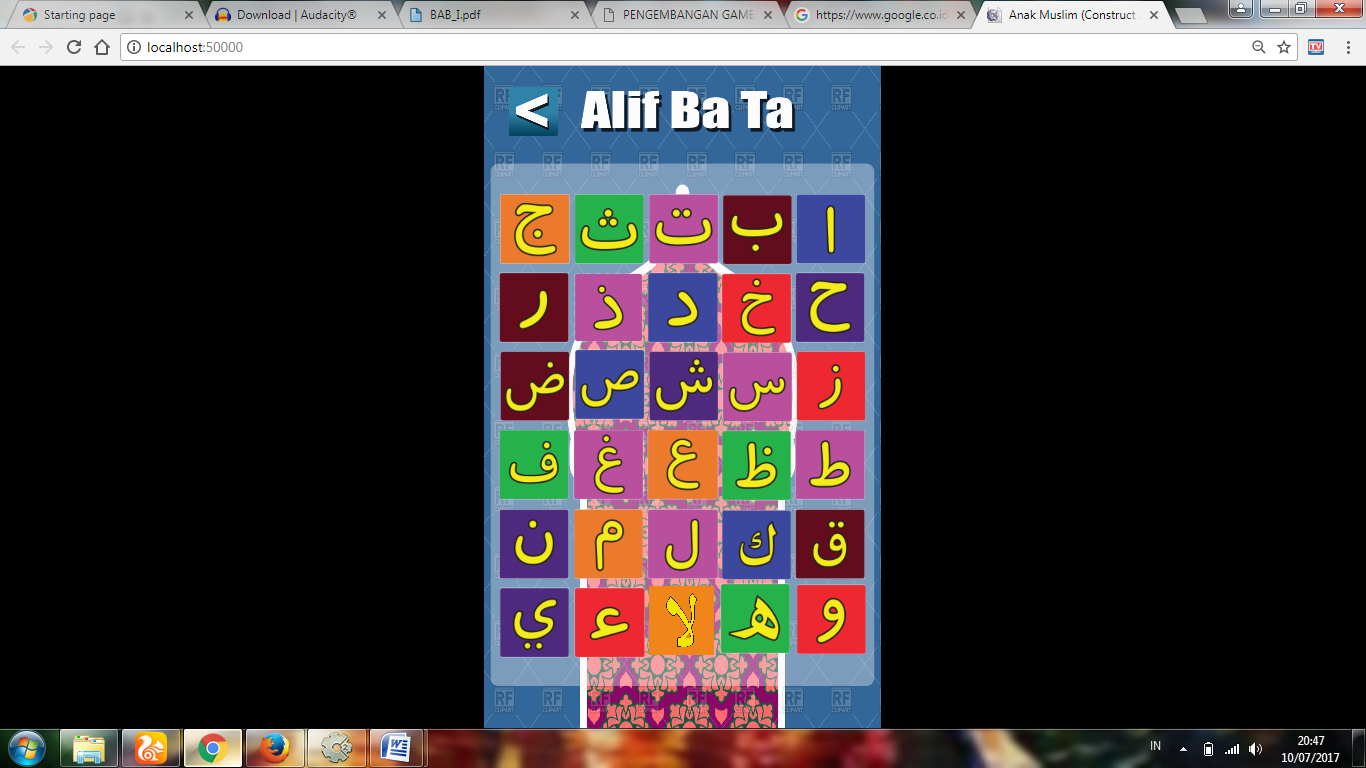 Starting page
Download | Audacity®
BAB_I.pdf
PENGEMBANGAN GAME
https://www.google.co.id
Anak Muslim (Construct
localhost:50000
< Alif Ba Ta
ا ب ت ث ج
ح خ د ذ ر
ز س ش ص ض
ط ظ ع غ ف
ق ك ل م ن
و ه لا ء ي
IN
20:47
10/07/2017